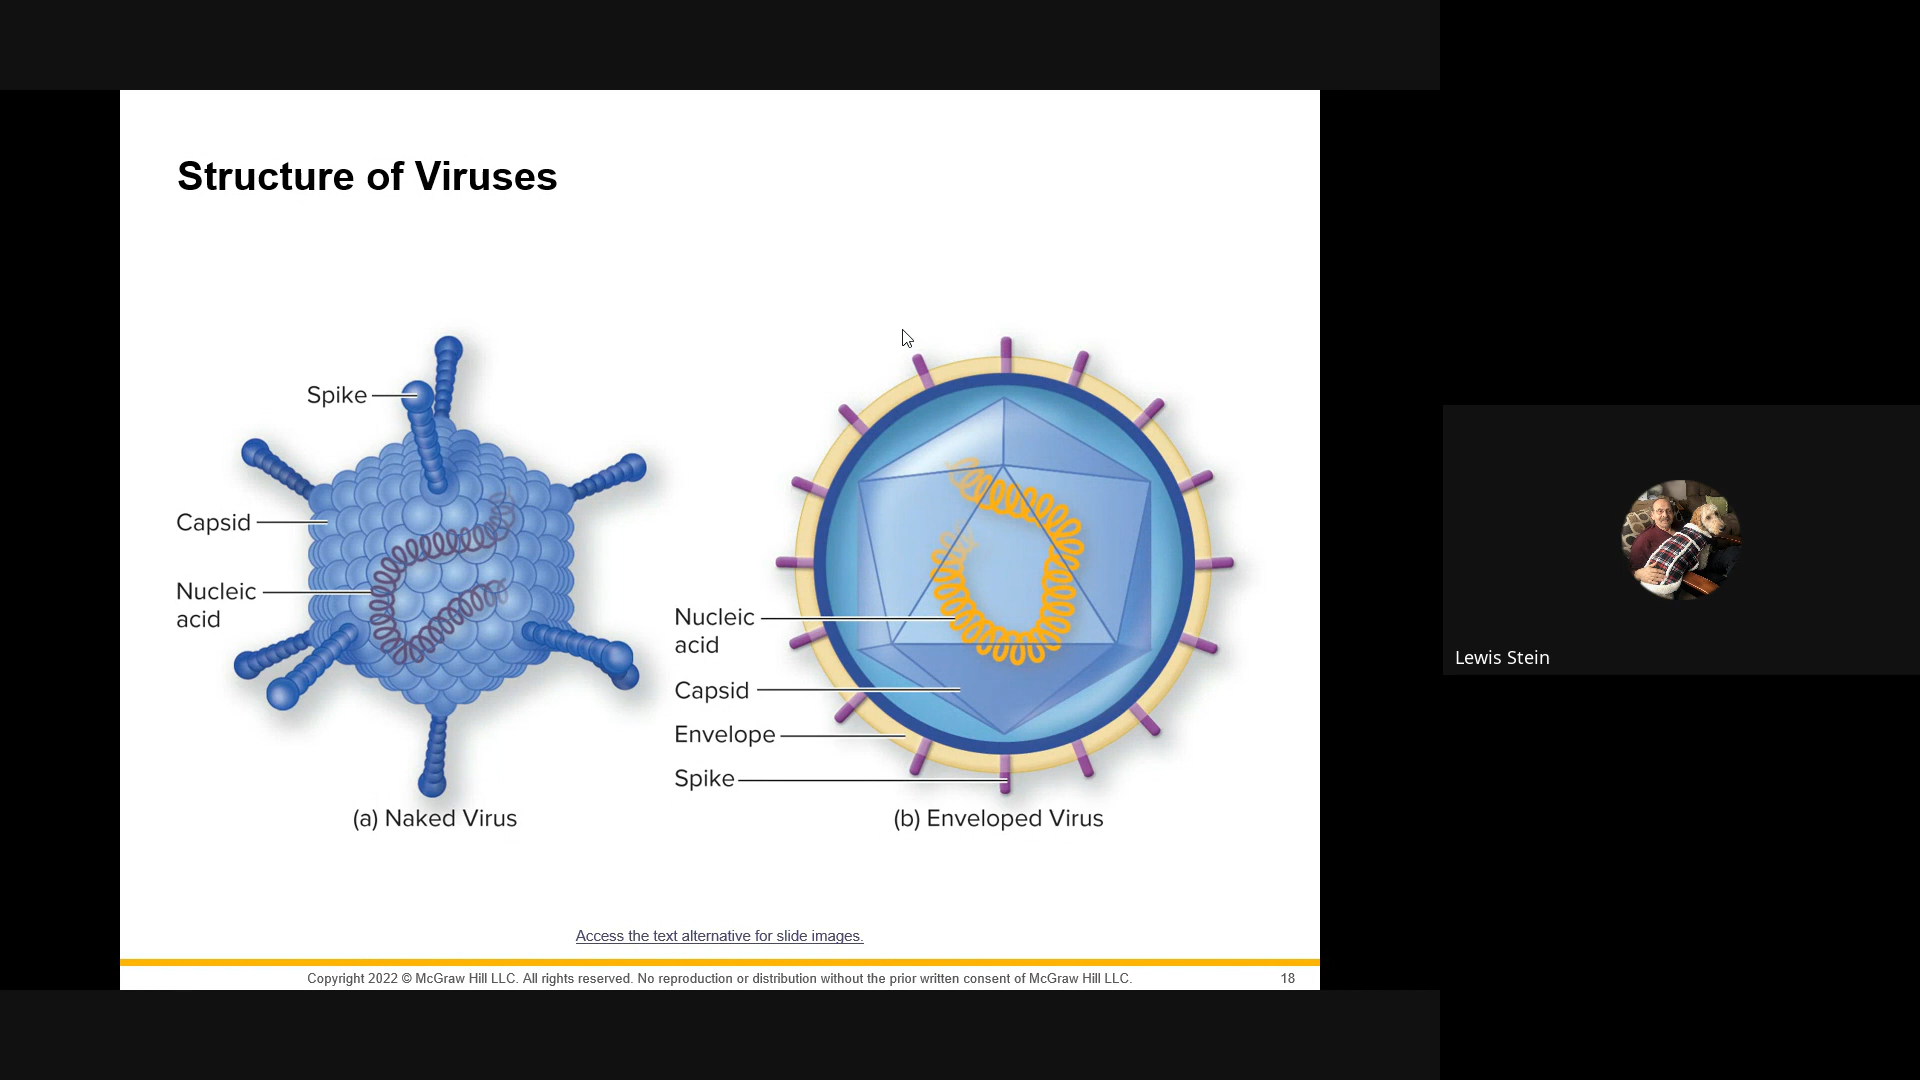 Structure of Viruses
Spike
Capsid
Nucleic
acid
(a) Naked Virus
Nucleic
acid
Capsid
Envelope
Spike
(b) Enveloped Virus
Access the text alternative for slide images.
Copyright 2022 © McGraw Hill LLC. All rights reserved. No reproduction or distribution without the prior written consent of McGraw Hill LLC.
18
Lewis Stein